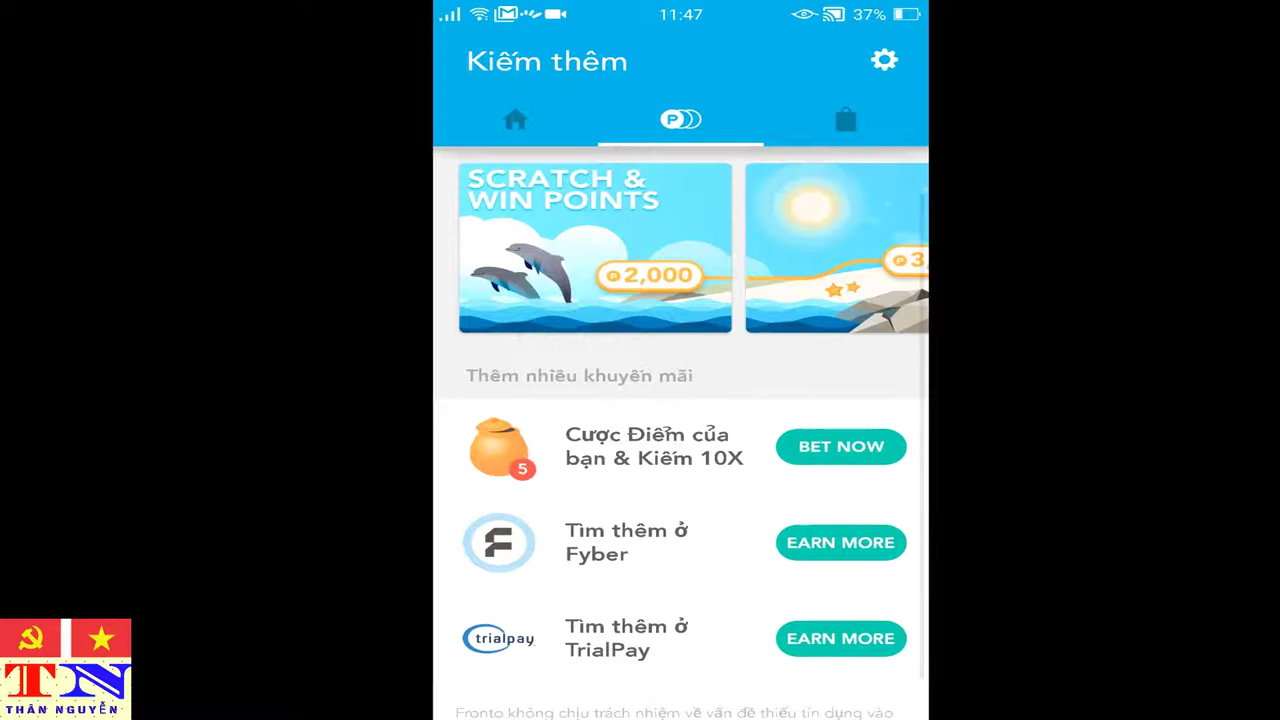 11:47
37%
Kiếm thêm
P
SCRATCH &
WIN POINTS
P 2,000
P 3,
Thêm nhiều khuyến mãi
Cược Điểm của
bạn & Kiếm 10X
5
BET NOW
Tìm thêm ở
Fyber
F
EARN MORE
Tìm thêm ở
TrialPay
trialpay
EARN MORE
Fronto không chịu trách nhiệm về vấn đề thiếu tín dụng vào
TN
THÂN NGUYỄN